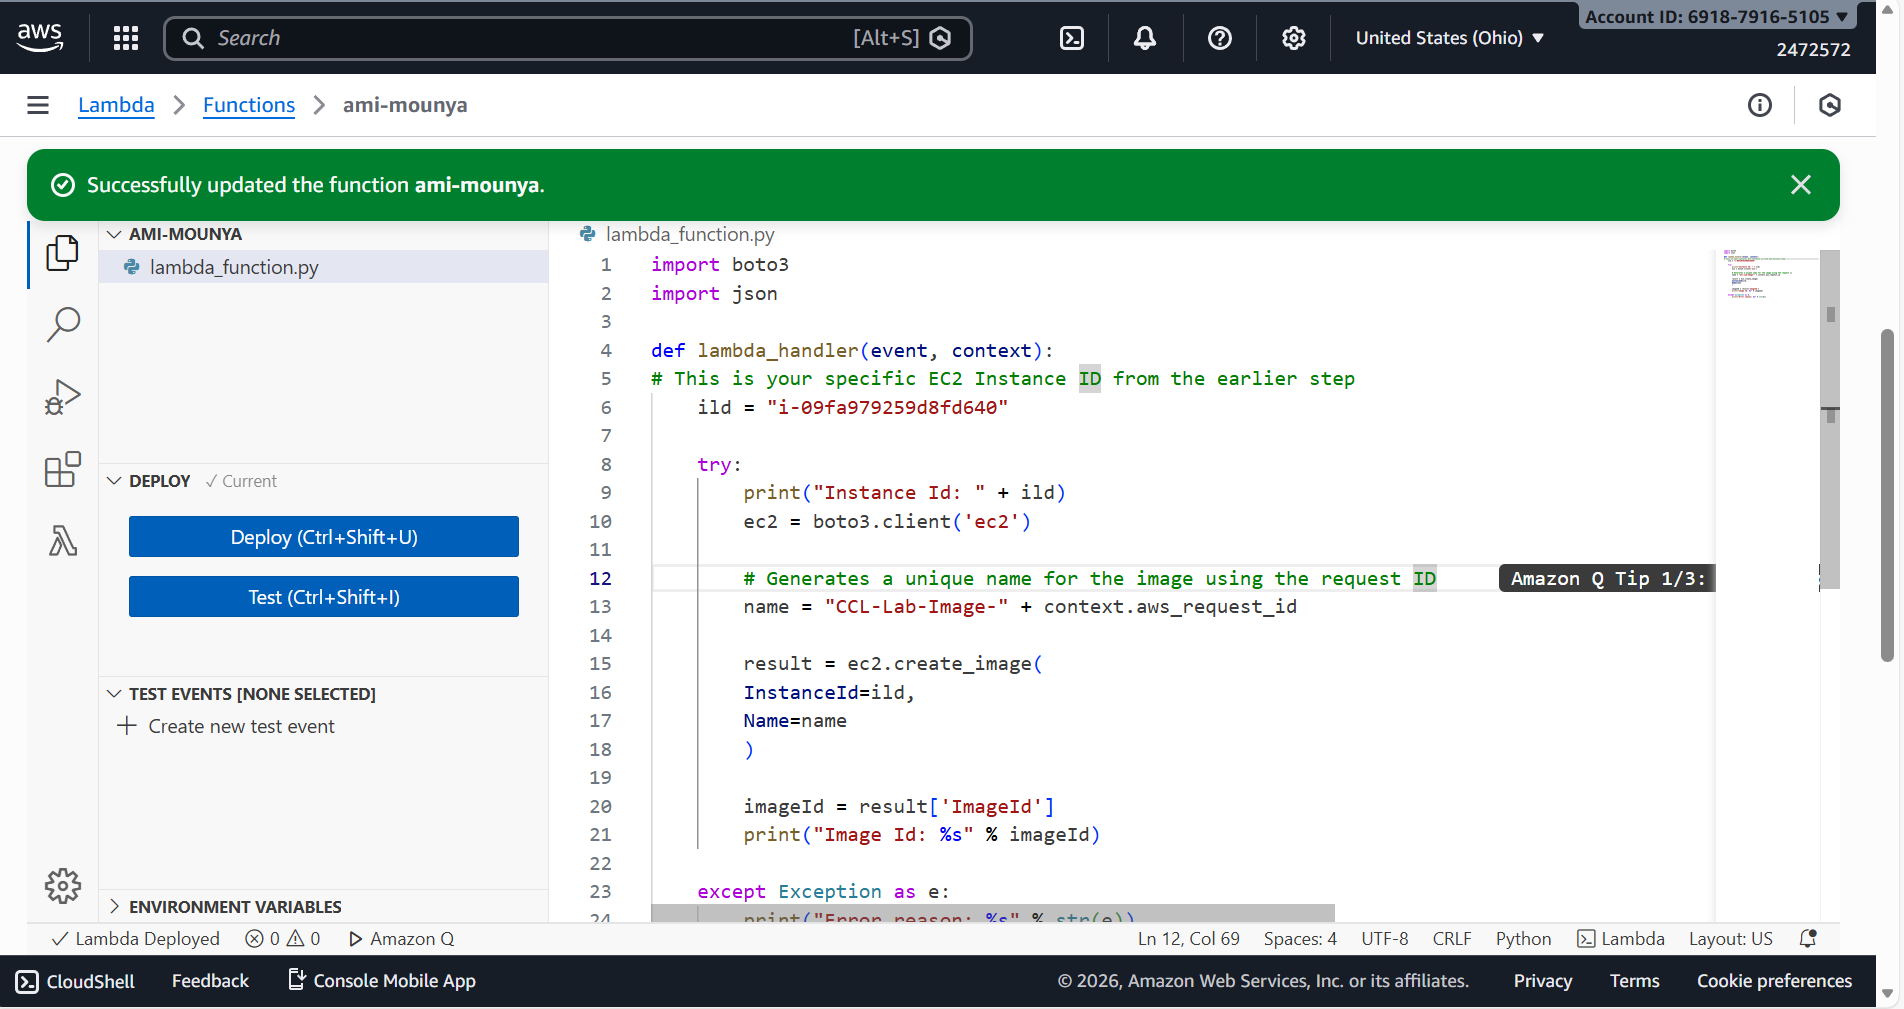 aws
Search [Alt+S]
United States (Ohio)
Account ID: 6918-7916-5105
2472572
Lambda Functions ami-mounya
Successfully updated the function ami-mounya.
AMI-MOUNYA
lambda_function.py
DEPLOY ✓ Current
Deploy (Ctrl+Shift+U)
Test (Ctrl+Shift+I)
TEST EVENTS [NONE SELECTED]
+ Create new test event
ENVIRONMENT VARIABLES
lambda_function.py
1 import boto3
2 import json
3
4 def lambda_handler(event, context):
5 # This is your specific EC2 Instance ID from the earlier step
6 ild = "i-09fa979259d8fd640"
7
8 try:
9 print("Instance Id: " + ild)
10 ec2 = boto3.client('ec2')
11
12 # Generates a unique name for the image using the request ID Amazon Q Tip 1/3:
13 name = "CCL-Lab-Image-" + context.aws_request_id
14
15 result = ec2.create_image(
16 InstanceId=ild,
17 Name=name
18 )
19
20 imageId = result['ImageId']
21 print("Image Id: %s" % imageId)
22
23 except Exception as e:
24 print("Error reason: %s" % str(e))
Lambda Deployed 0 0 Amazon Q Ln 12, Col 69 Spaces: 4 UTF-8 CRLF Python Lambda Layout: US
CloudShell Feedback Console Mobile App © 2026, Amazon Web Services, Inc. or its affiliates. Privacy Terms Cookie preferences